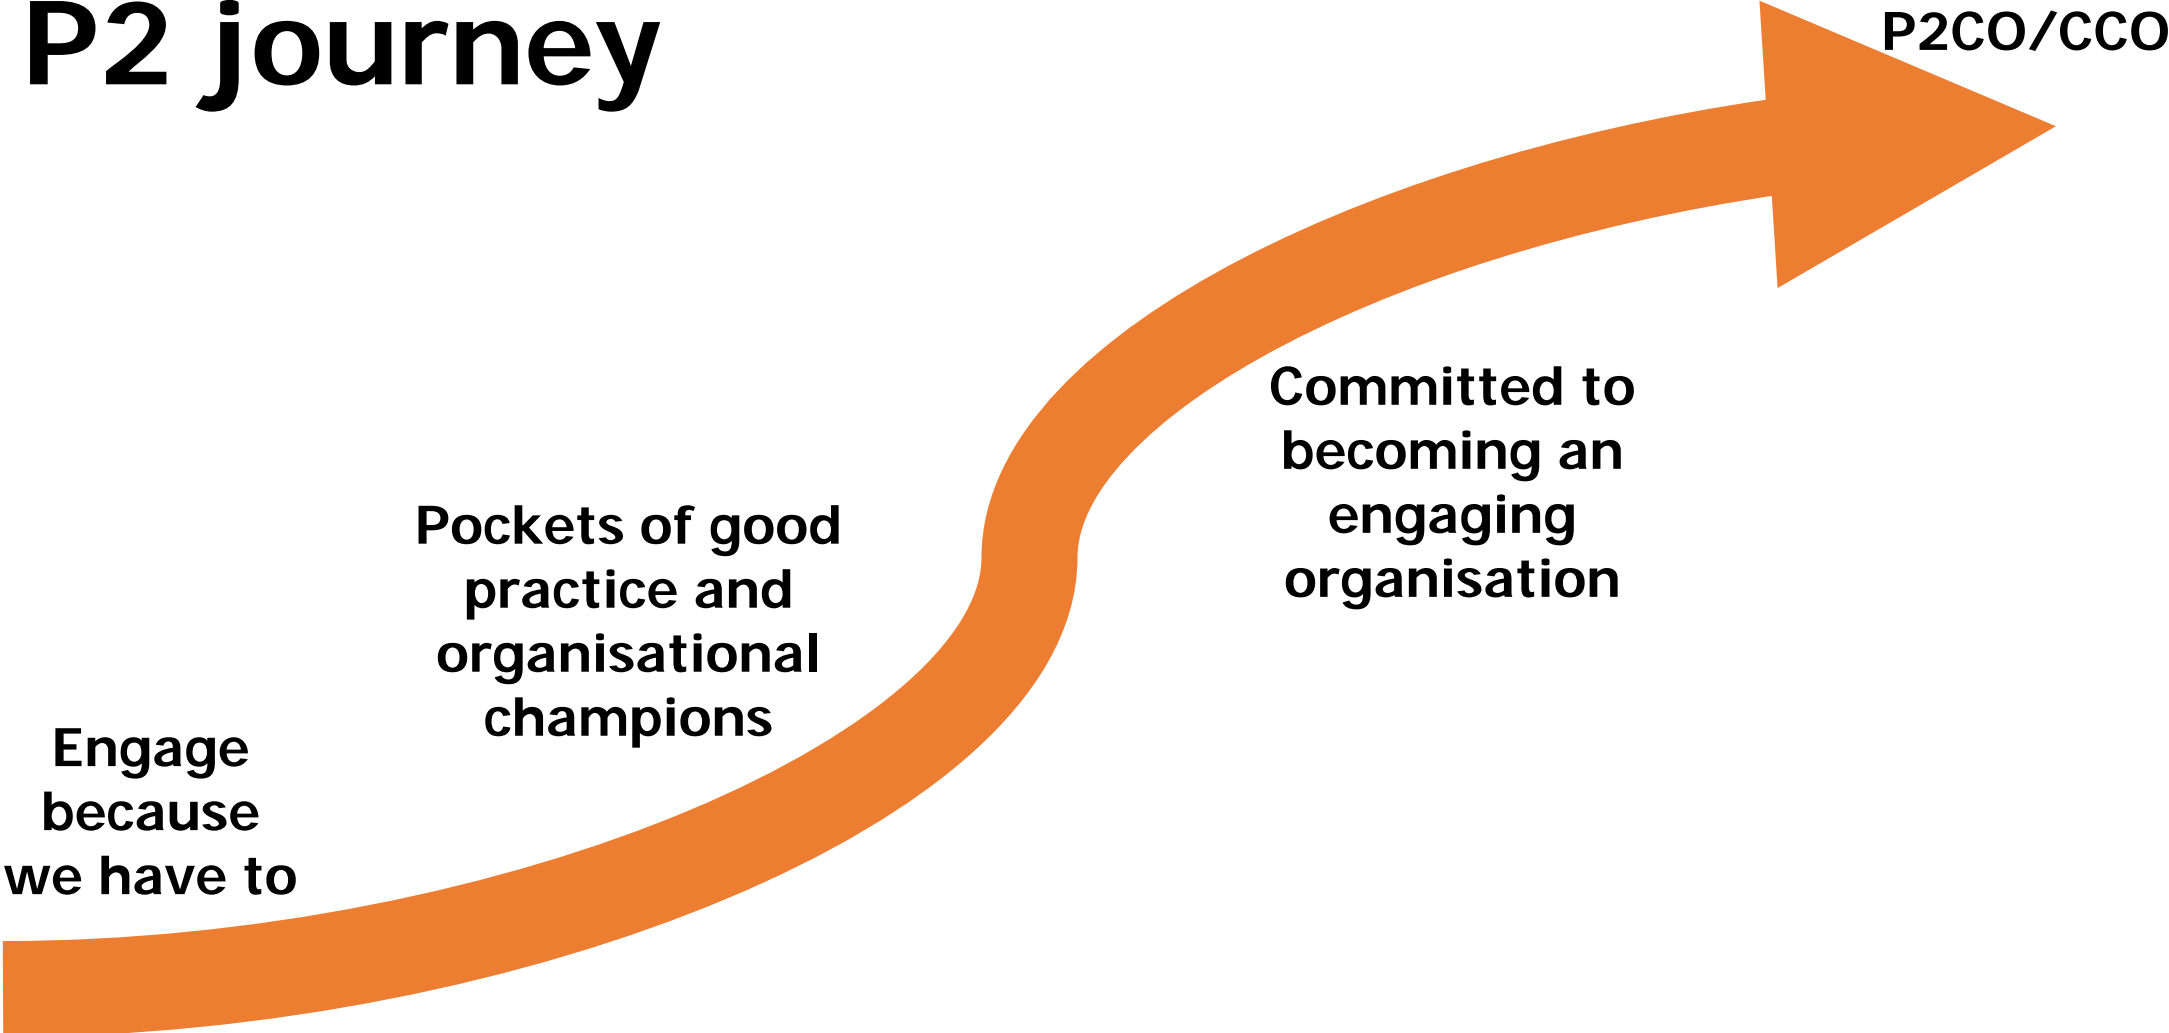 P2 journey
P2CO/CCO
Committed to
becoming an
engaging
organisation
Pockets of good
practice and
organisational
champions
Engage
because
we have to